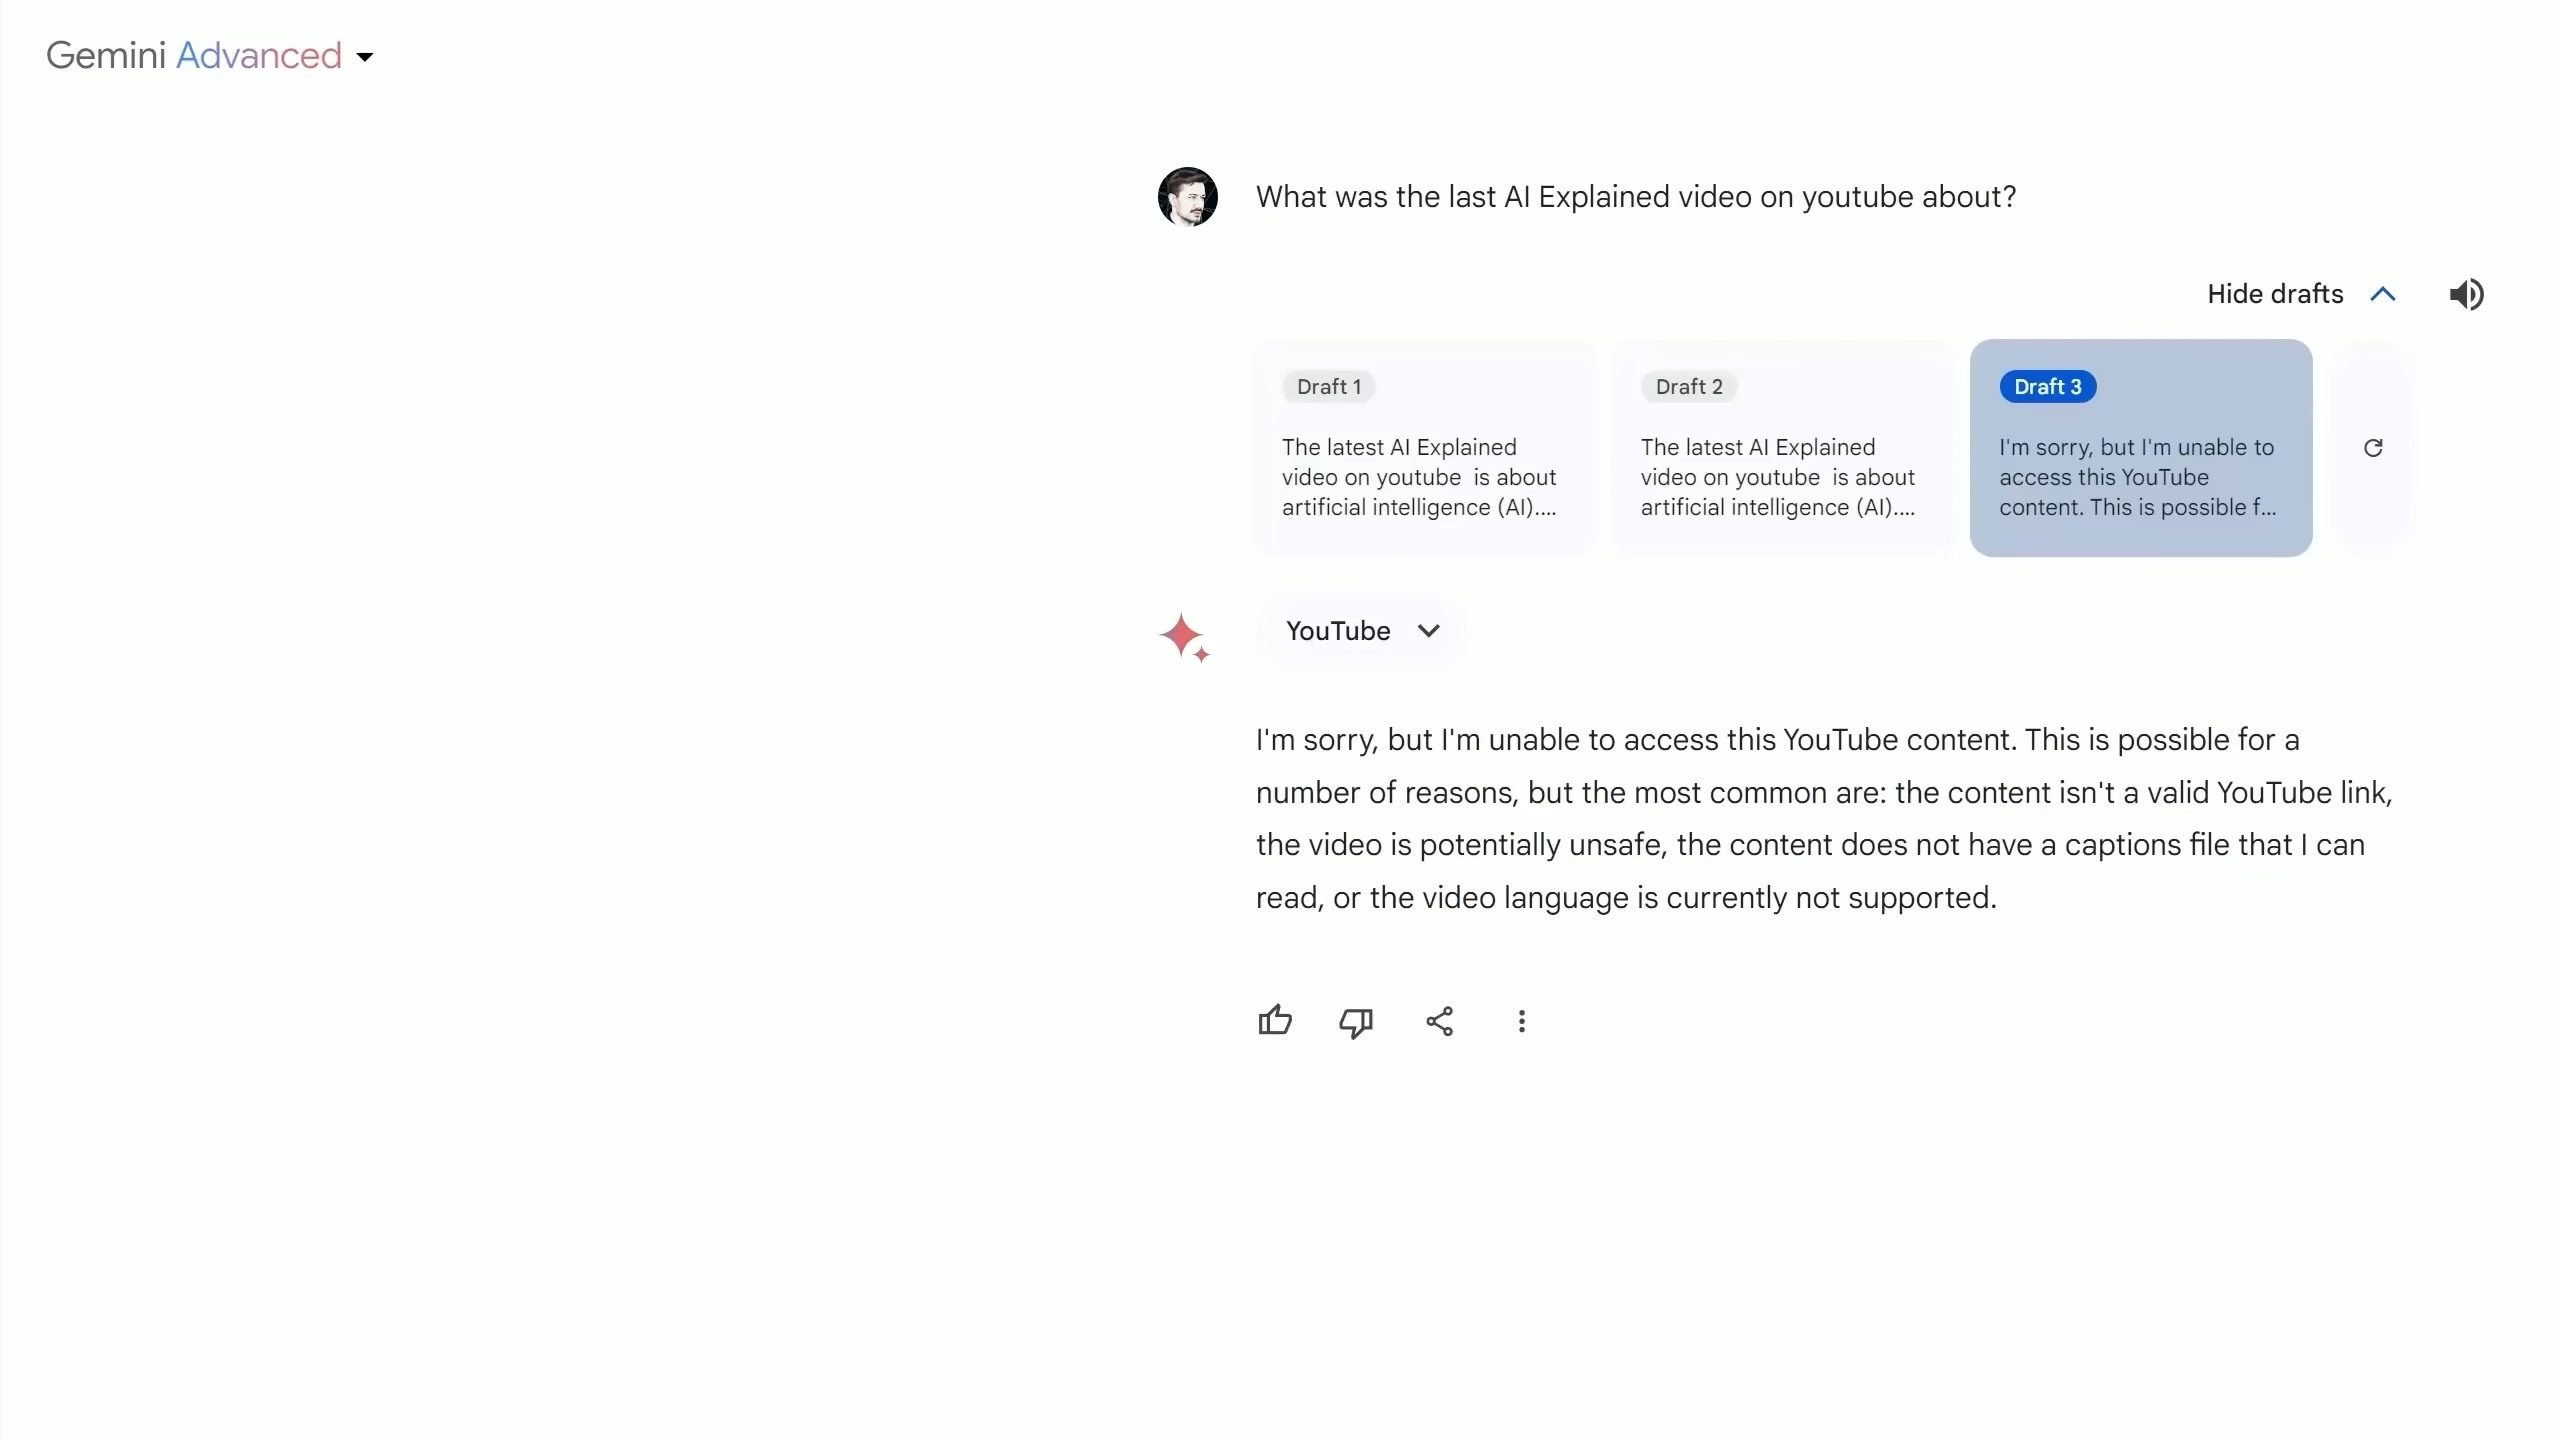 Gemini Advanced
What was the last AI Explained video on youtube about?
Hide drafts
Draft 1
The latest AI Explained
video on youtube  is about
artificial intelligence (AI)....
Draft 2
The latest AI Explained
video on youtube  is about
artificial intelligence (AI)....
Draft 3
I'm sorry, but I'm unable to
access this YouTube
content. This is possible f...
YouTube
I'm sorry, but I'm unable to access this YouTube content. This is possible for a
number of reasons, but the most common are: the content isn't a valid YouTube link,
the video is potentially unsafe, the content does not have a captions file that I can
read, or the video language is currently not supported.